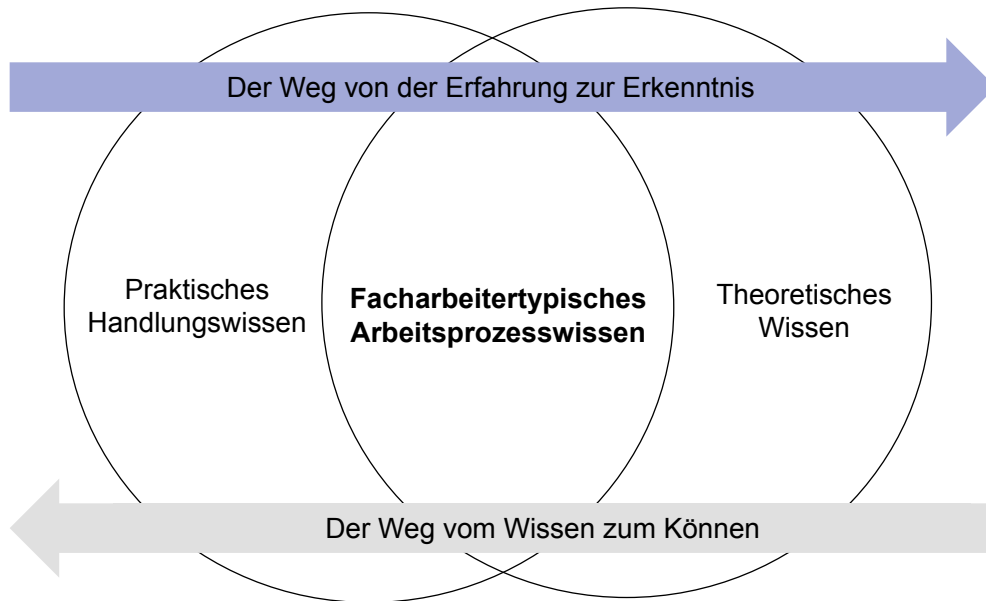 Der Weg von der Erfahrung zur Erkenntnis
Praktisches
Handlungswissen
Facharbeitertypisches
Arbeitsprozesswissen
Theoretisches
Wissen
Der Weg vom Wissen zum Können